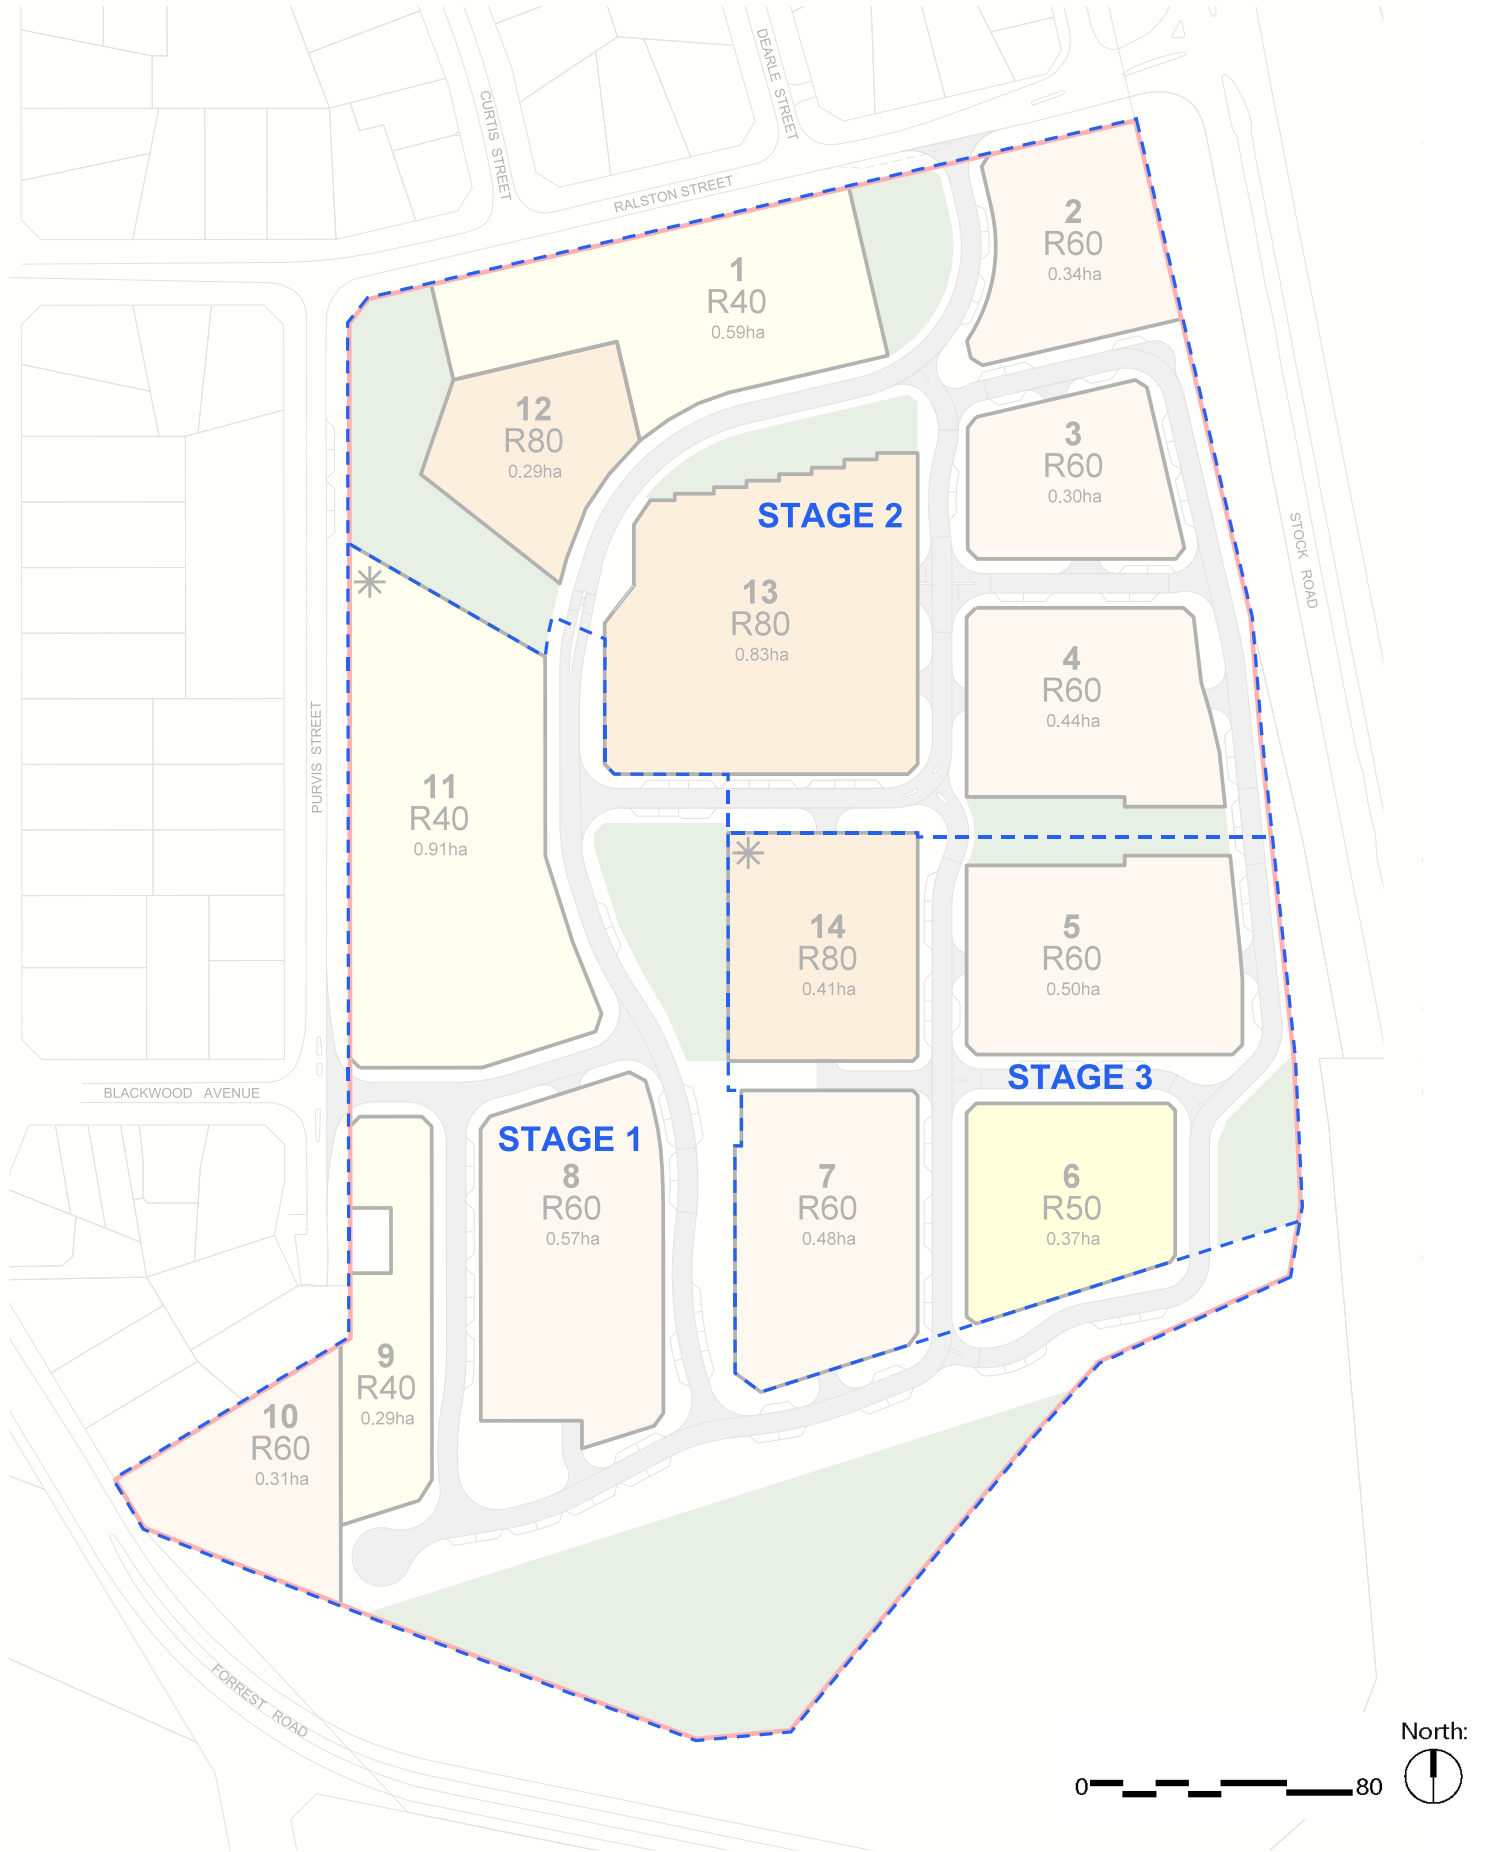 DEARLE STREET
CURTIS STREET
RALSTON STREET
2
R60
0.34ha
1
R40
0.59ha
12
R80
0.29ha
3
R60
0.30ha
STAGE 2
STOCK ROAD
13
R80
0.83ha
4
R60
0.44ha
PURVIS STREET
11
R40
0.91ha
14
R80
0.41ha
5
R60
0.50ha
STAGE 3
BLACKWOOD AVENUE
STAGE 1
8
R60
0.57ha
7
R60
0.48ha
6
R50
0.37ha
9
R40
0.29ha
10
R60
0.31ha
FORREST ROAD
North:
0
80